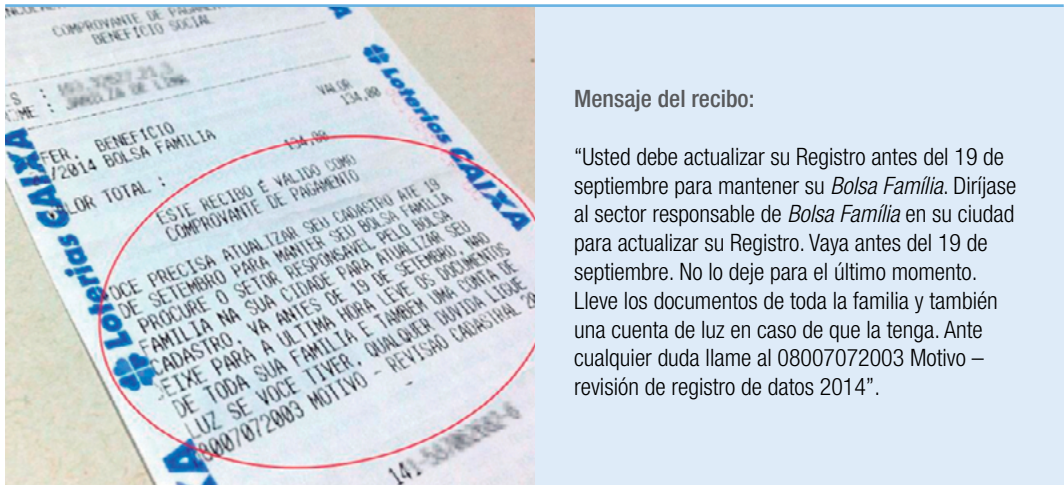 COMPROVANTE DE PAGAMENTO
BENEFICIO SOCIAL
VALOR
134,00
BENEFICIO
/2014 BOLSA FAMILIA
134,00
VALOR TOTAL :
ESTE RECIBO E VALIDO COMO
COMPROVANTE DE PAGAMENTO
VOCE PRECISA ATUALIZAR SEU CADASTRO ATE 19
DE SETEMBRO PARA MANTER SEU BOLSA FAMILIA
PROCURE O SETOR RESPONSAVEL PELO BOLSA
FAMILIA NA SUA CIDADE PARA ATUALIZAR SEU
CADASTRO. VA ANTES DE 19 DE SETEMBRO. NAO
DEIXE PARA A ULTIMA HORA LEVE OS DOCUMENTOS
DE TODA SUA FAMILIA E TAMBEM UMA CONTA DE
LUZ SE VOCE TIVER. QUALQUER DUVIDA LIGUE
08007072003 MOTIVO - REVISAO CADASTRAL 20
Loterias CAIXA
Loterias CAIXA
Mensaje del recibo:
“Usted debe actualizar su Registro antes del 19 de
septiembre para mantener su Bolsa Família. Diríjase
al sector responsable de Bolsa Família en su ciudad
para actualizar su Registro. Vaya antes del 19 de
septiembre. No lo deje para el último momento.
Lleve los documentos de toda la familia y también
una cuenta de luz en caso de que la tenga. Ante
cualquier duda llame al 08007072003 Motivo –
revisión de registro de datos 2014”.